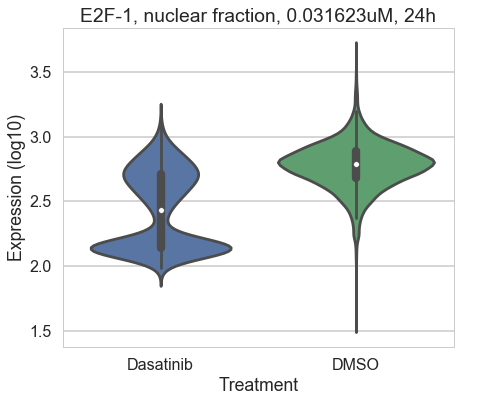 E2F-1, nuclear fraction, 0.031623uM, 24h
Expression (log10)
3.5
3.0
2.5
2.0
1.5
Dasatinib
DMSO
Treatment